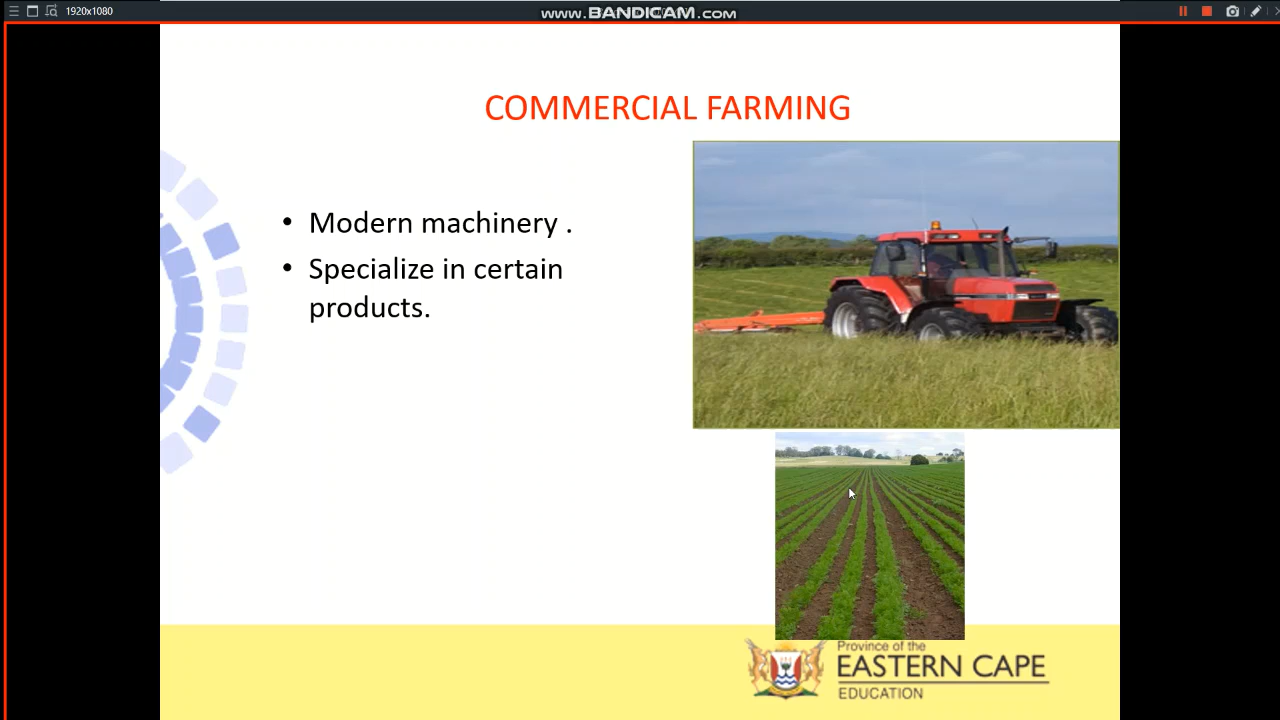 1920x1080
www.BANDICAM.com
COMMERCIAL FARMING
• Modern machinery .
• Specialize in certain
products.
Province of the
EASTERN CAPE
EDUCATION